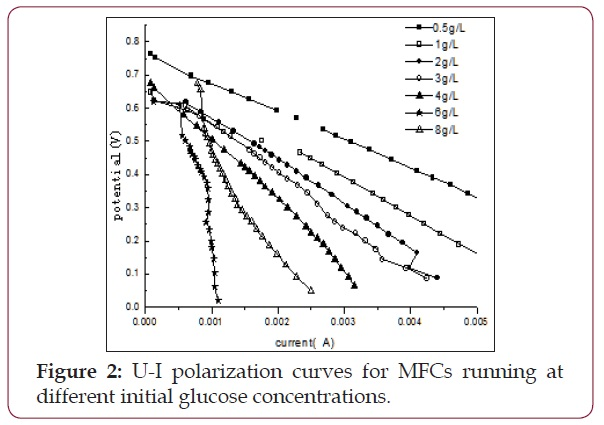 0.8
0.7
0.6
0.5
0.4
0.3
0.2
0.1
0.0
potential(V)
0.000
0.001
0.002
0.003
0.004
0.005
current( A)
0.5g/L
1g/L
2g/L
3g/L
4g/L
6g/L
8g/L
Figure 2: U-I polarization curves for MFCs running at
different initial glucose concentrations.